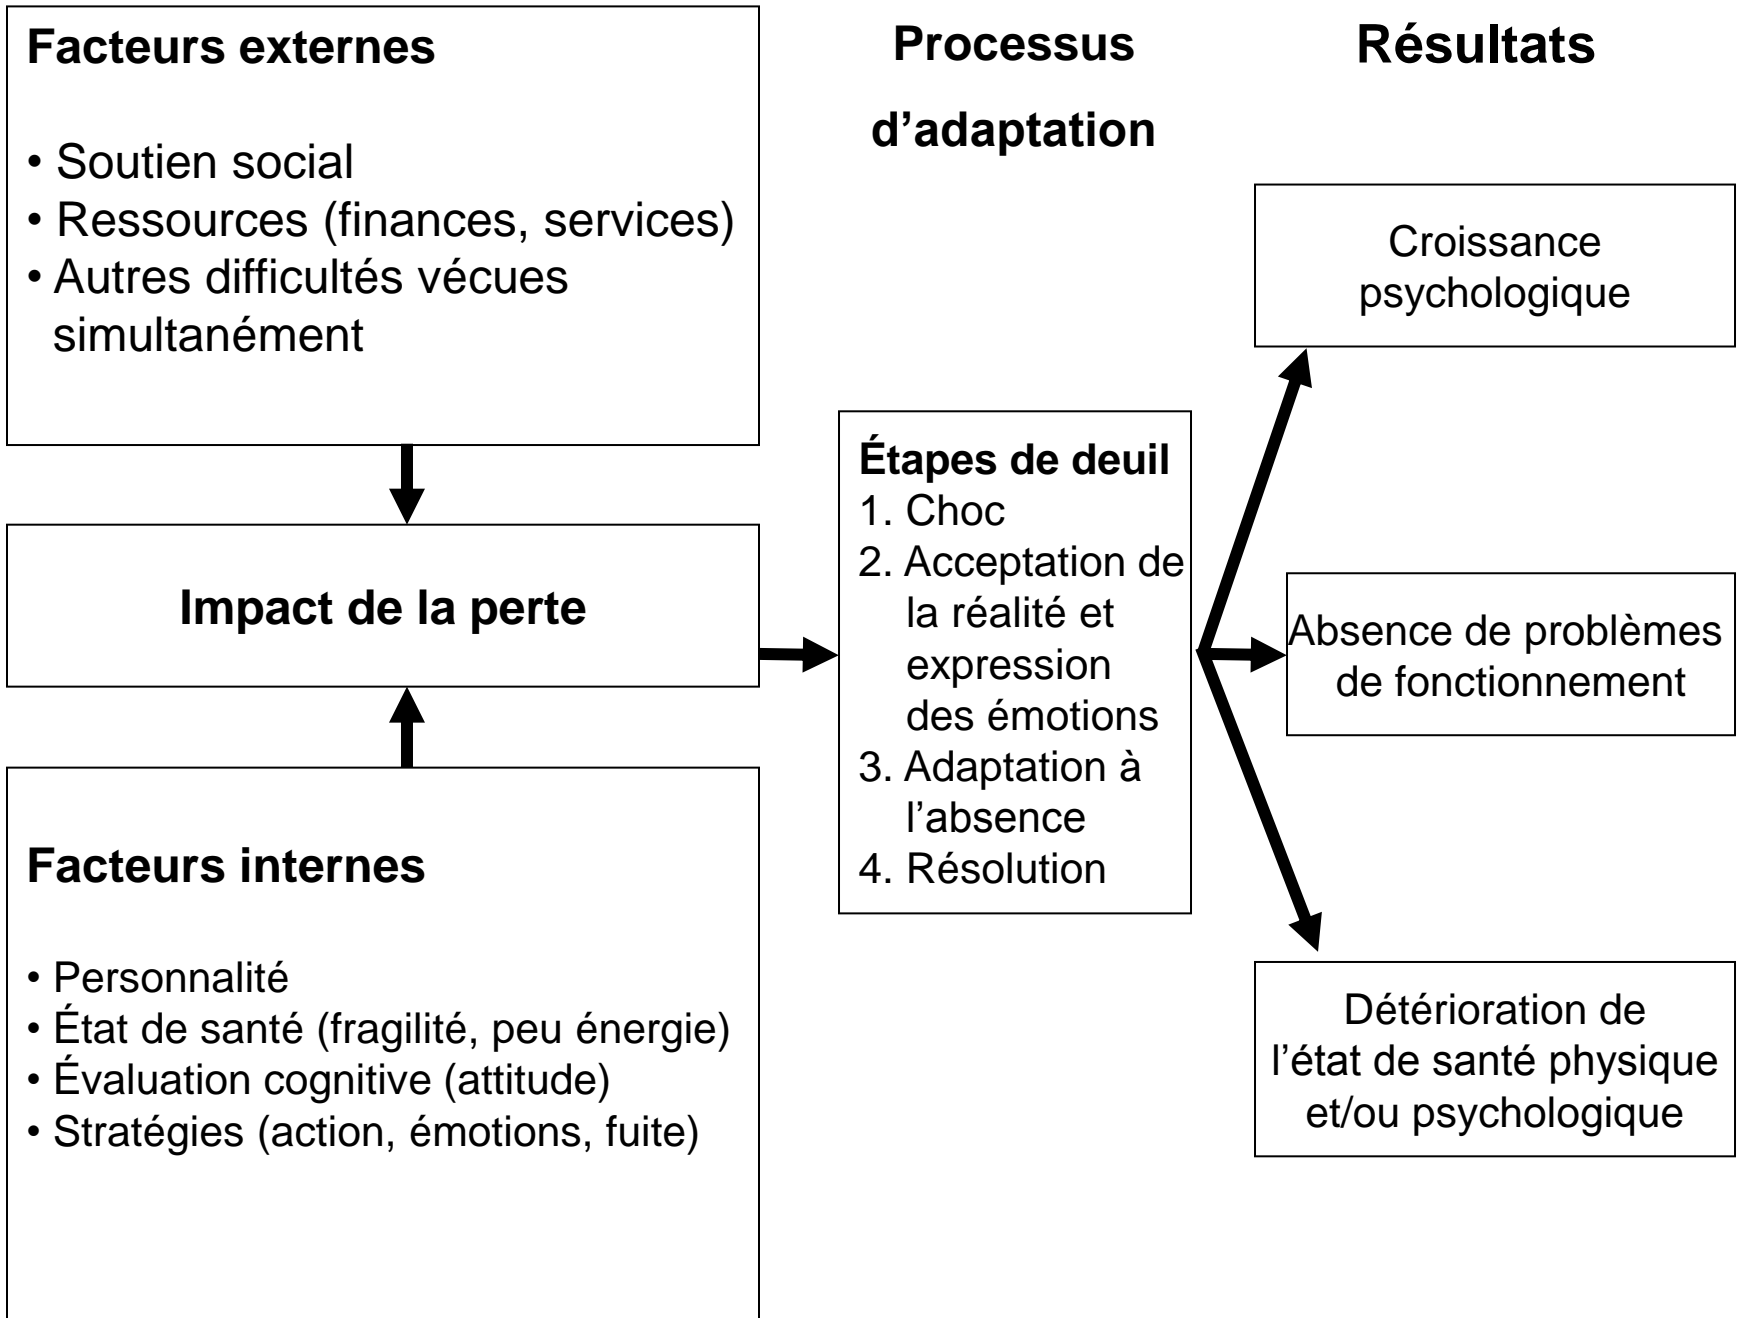 Facteurs externes
• Soutien social
• Ressources (finances, services)
• Autres difficultés vécues
simultanément
Impact de la perte
Facteurs internes
• Personnalité
• État de santé (fragilité, peu énergie)
• Évaluation cognitive (attitude)
• Stratégies (action, émotions, fuite)
Processus
d’adaptation
Étapes de deuil
1. Choc
2. Acceptation de
la réalité et
expression
des émotions
3. Adaptation à
l’absence
4. Résolution
Résultats
Croissance
psychologique
Absence de problèmes
de fonctionnement
Détérioration de
l’état de santé physique
et/ou psychologique